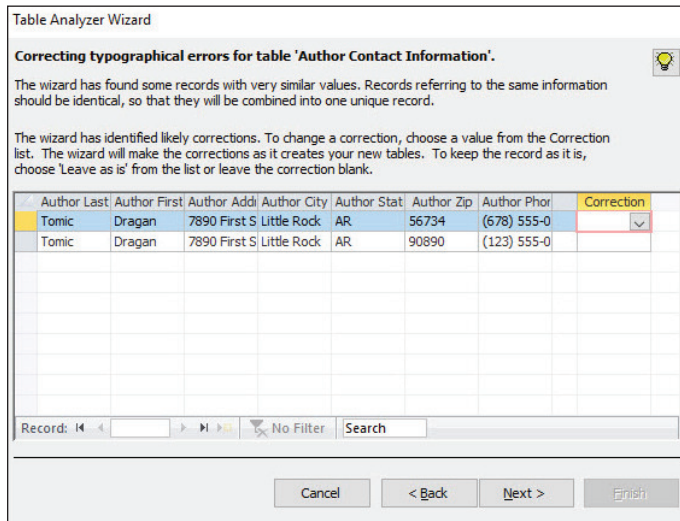 Table Analyzer Wizard
Correcting typographical errors for table 'Author Contact Information'.
The wizard has found some records with very similar values. Records referring to the same information
should be identical, so that they will be combined into one unique record.
The wizard has identified likely corrections. To change a correction, choose a value from the Correction
list. The wizard will make the corrections as it creates your new tables. To keep the record as it is,
choose 'Leave as is' from the list or leave the correction blank.
Author Last Author First Author Addr Author City Author Stat Author Zip Author Phor Correction
Tomic Dragan 7890 First S Little Rock AR 56734 (678) 555-0
Tomic Dragan 7890 First S Little Rock AR 90890 (123) 555-0
Record: No Filter Search
Cancel < Back Next > Finish